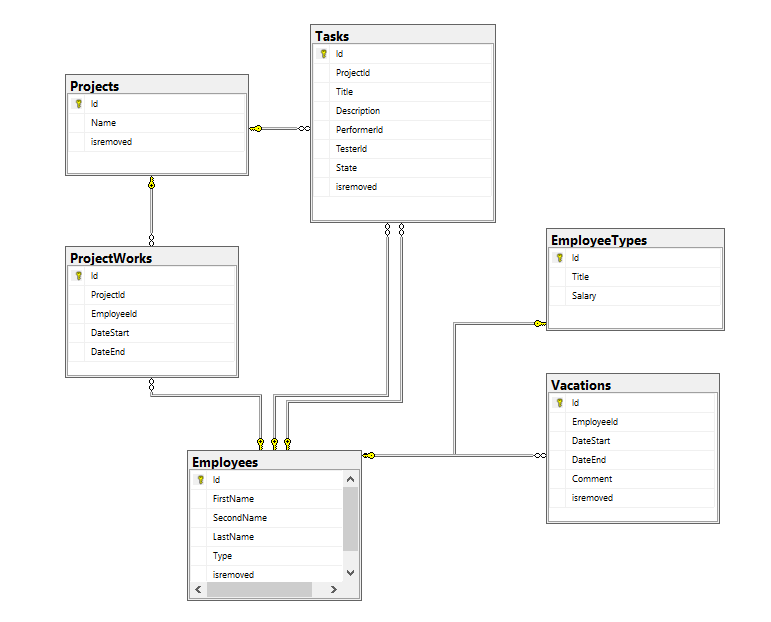 Tasks
Id
ProjectId
Title
Description
PerformerId
TesterId
State
isremoved
Projects
Id
Name
isremoved
ProjectWorks
Id
ProjectId
EmployeeId
DateStart
DateEnd
EmployeeTypes
Id
Title
Salary
Vacations
Id
EmployeeId
DateStart
DateEnd
Comment
isremoved
Employees
Id
FirstName
SecondName
LastName
Type
isremoved